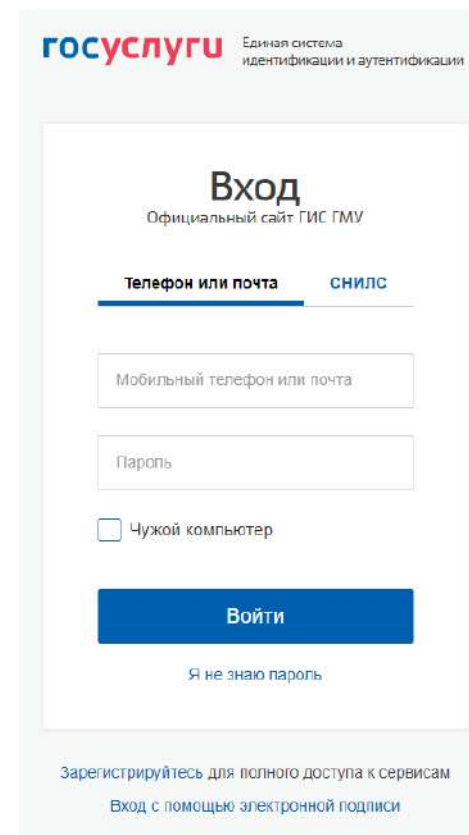 госуслуги
Единая система
идентификации и аутентификации
Вход
Официальный сайт ГИС ГМУ
Телефон или почта СНИЛС
Мобильный телефон или почта
Пароль
Чужой компьютер
Войти
Я не знаю пароль
Зарегистрируйтесь для полного доступа к сервисам
Вход с помощью электронной подписи